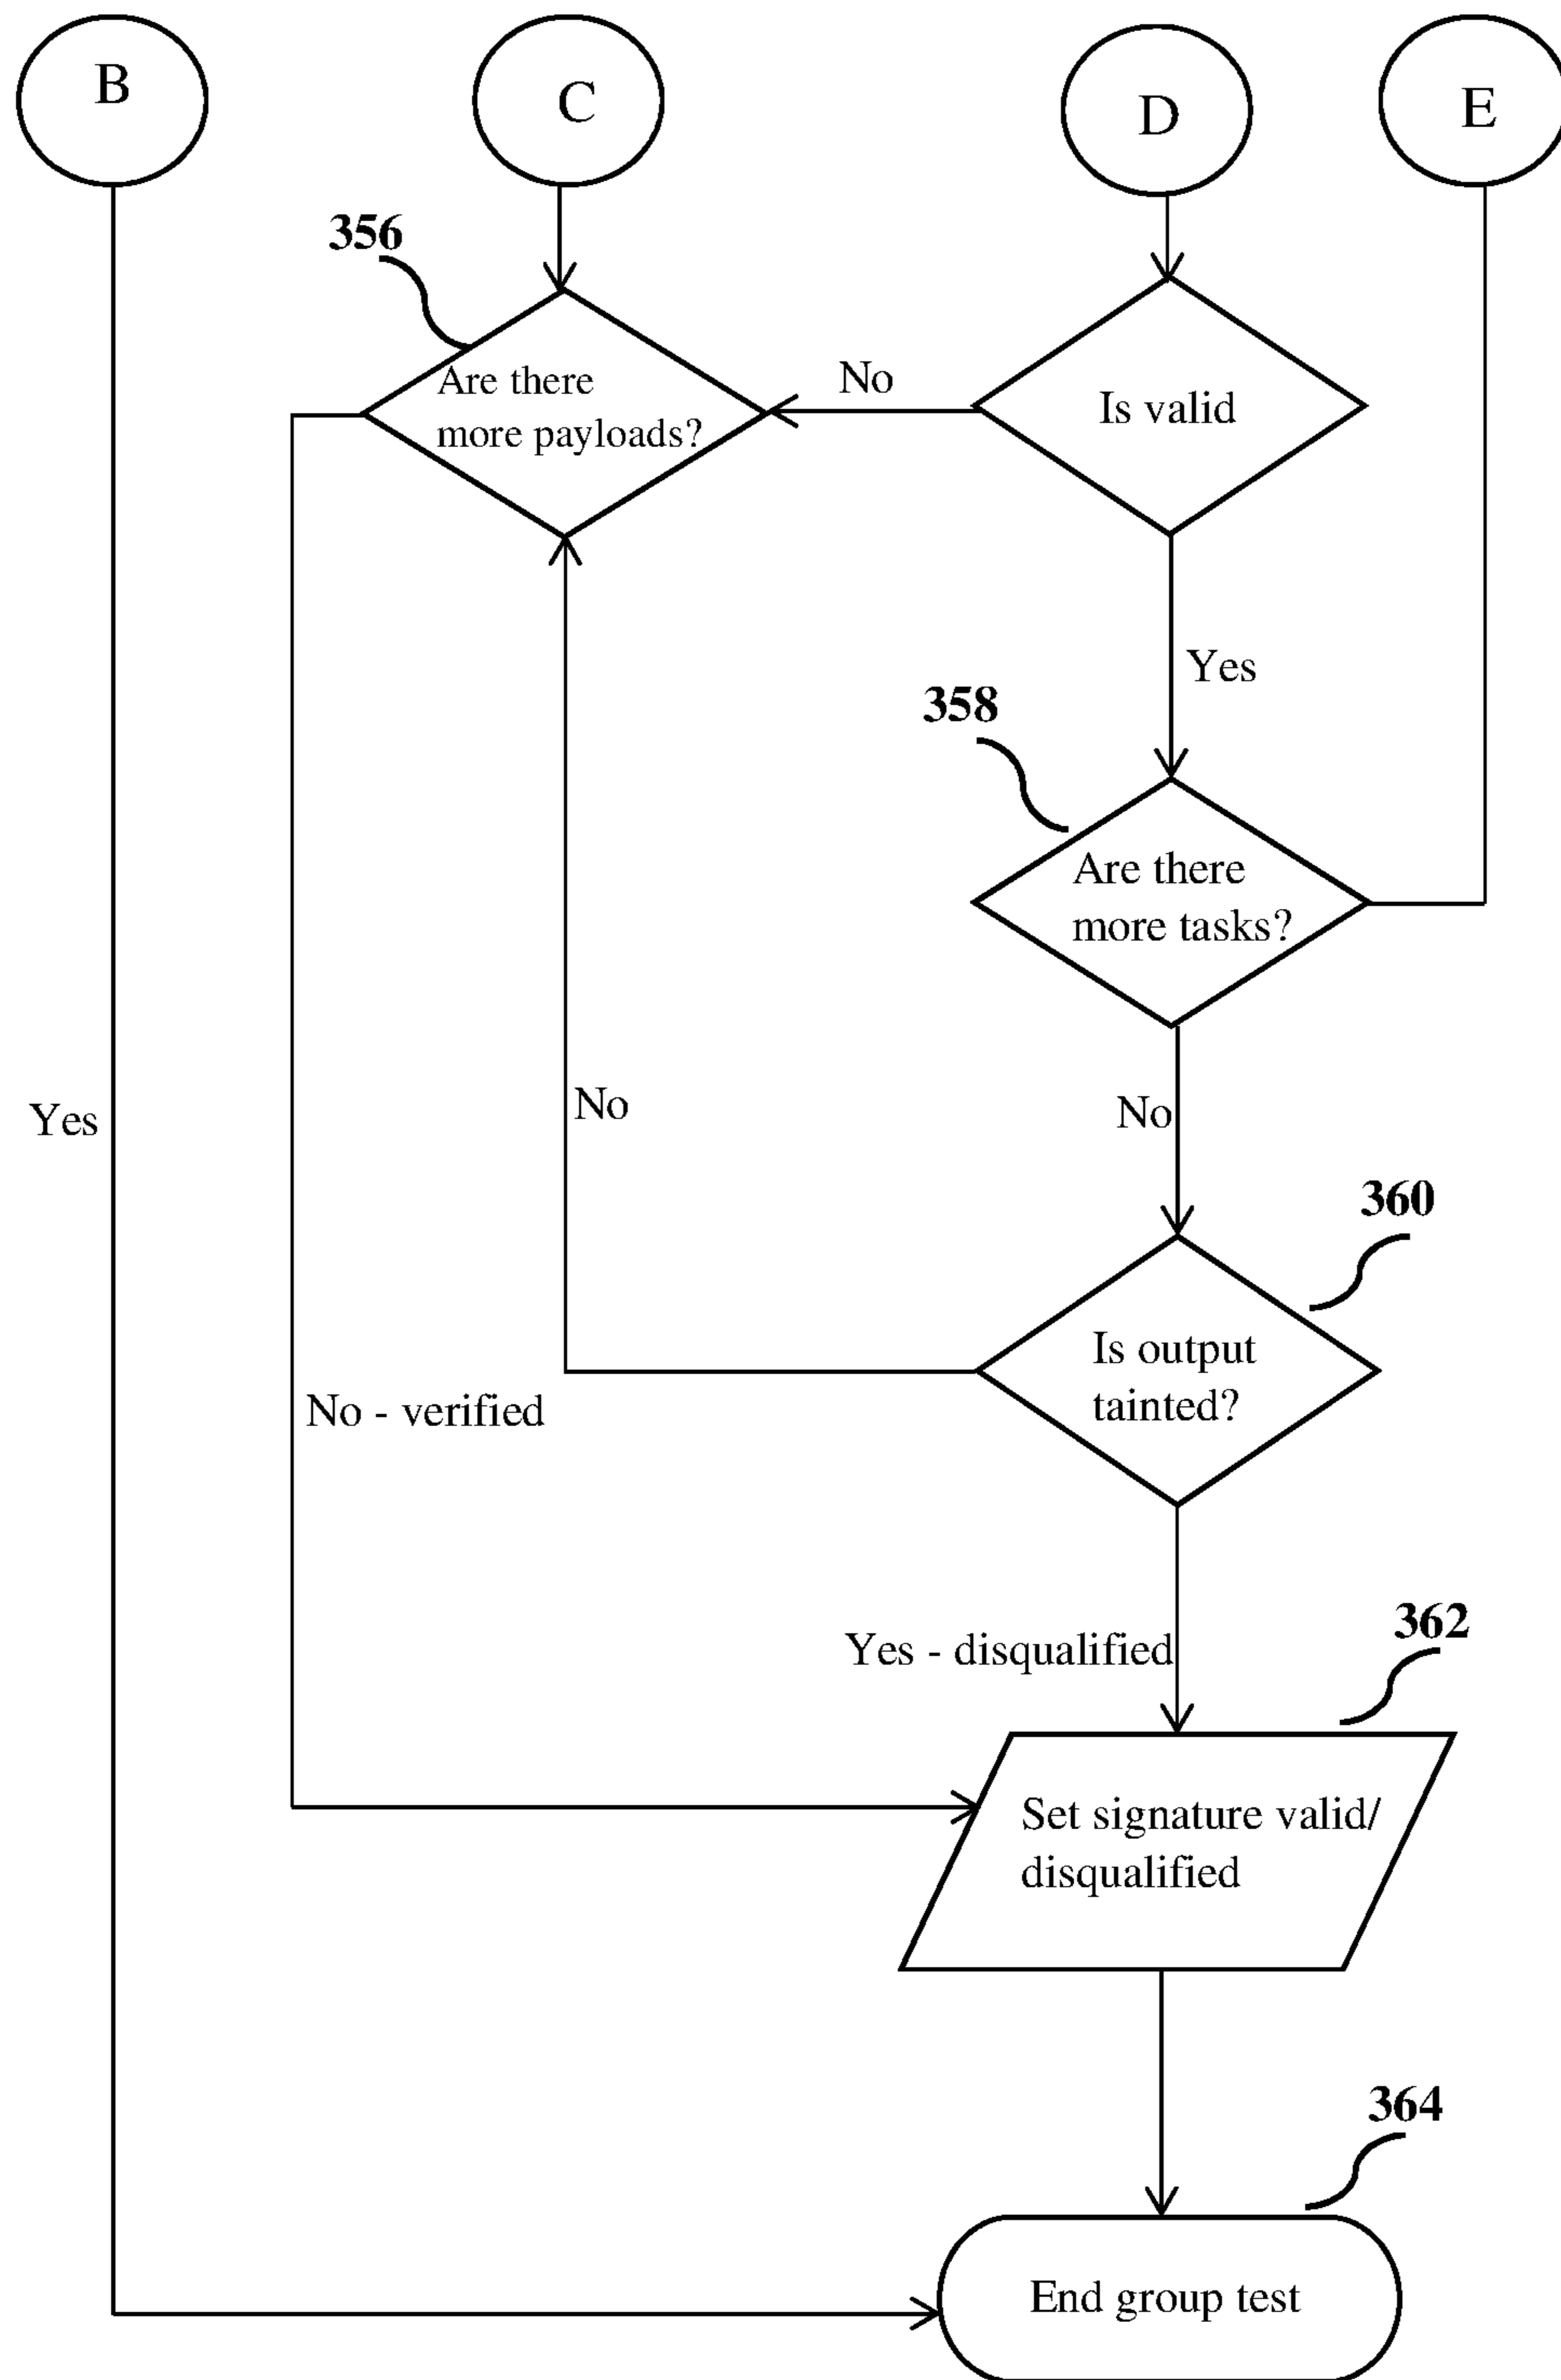 B
C
D
E
356
Are there
more payloads?
No
Is valid
Yes
358
Are there
more tasks?
Yes
No
No
360
Is output
tainted?
No - verified
Yes - disqualified
362
Set signature valid/
disqualified
364
End group test